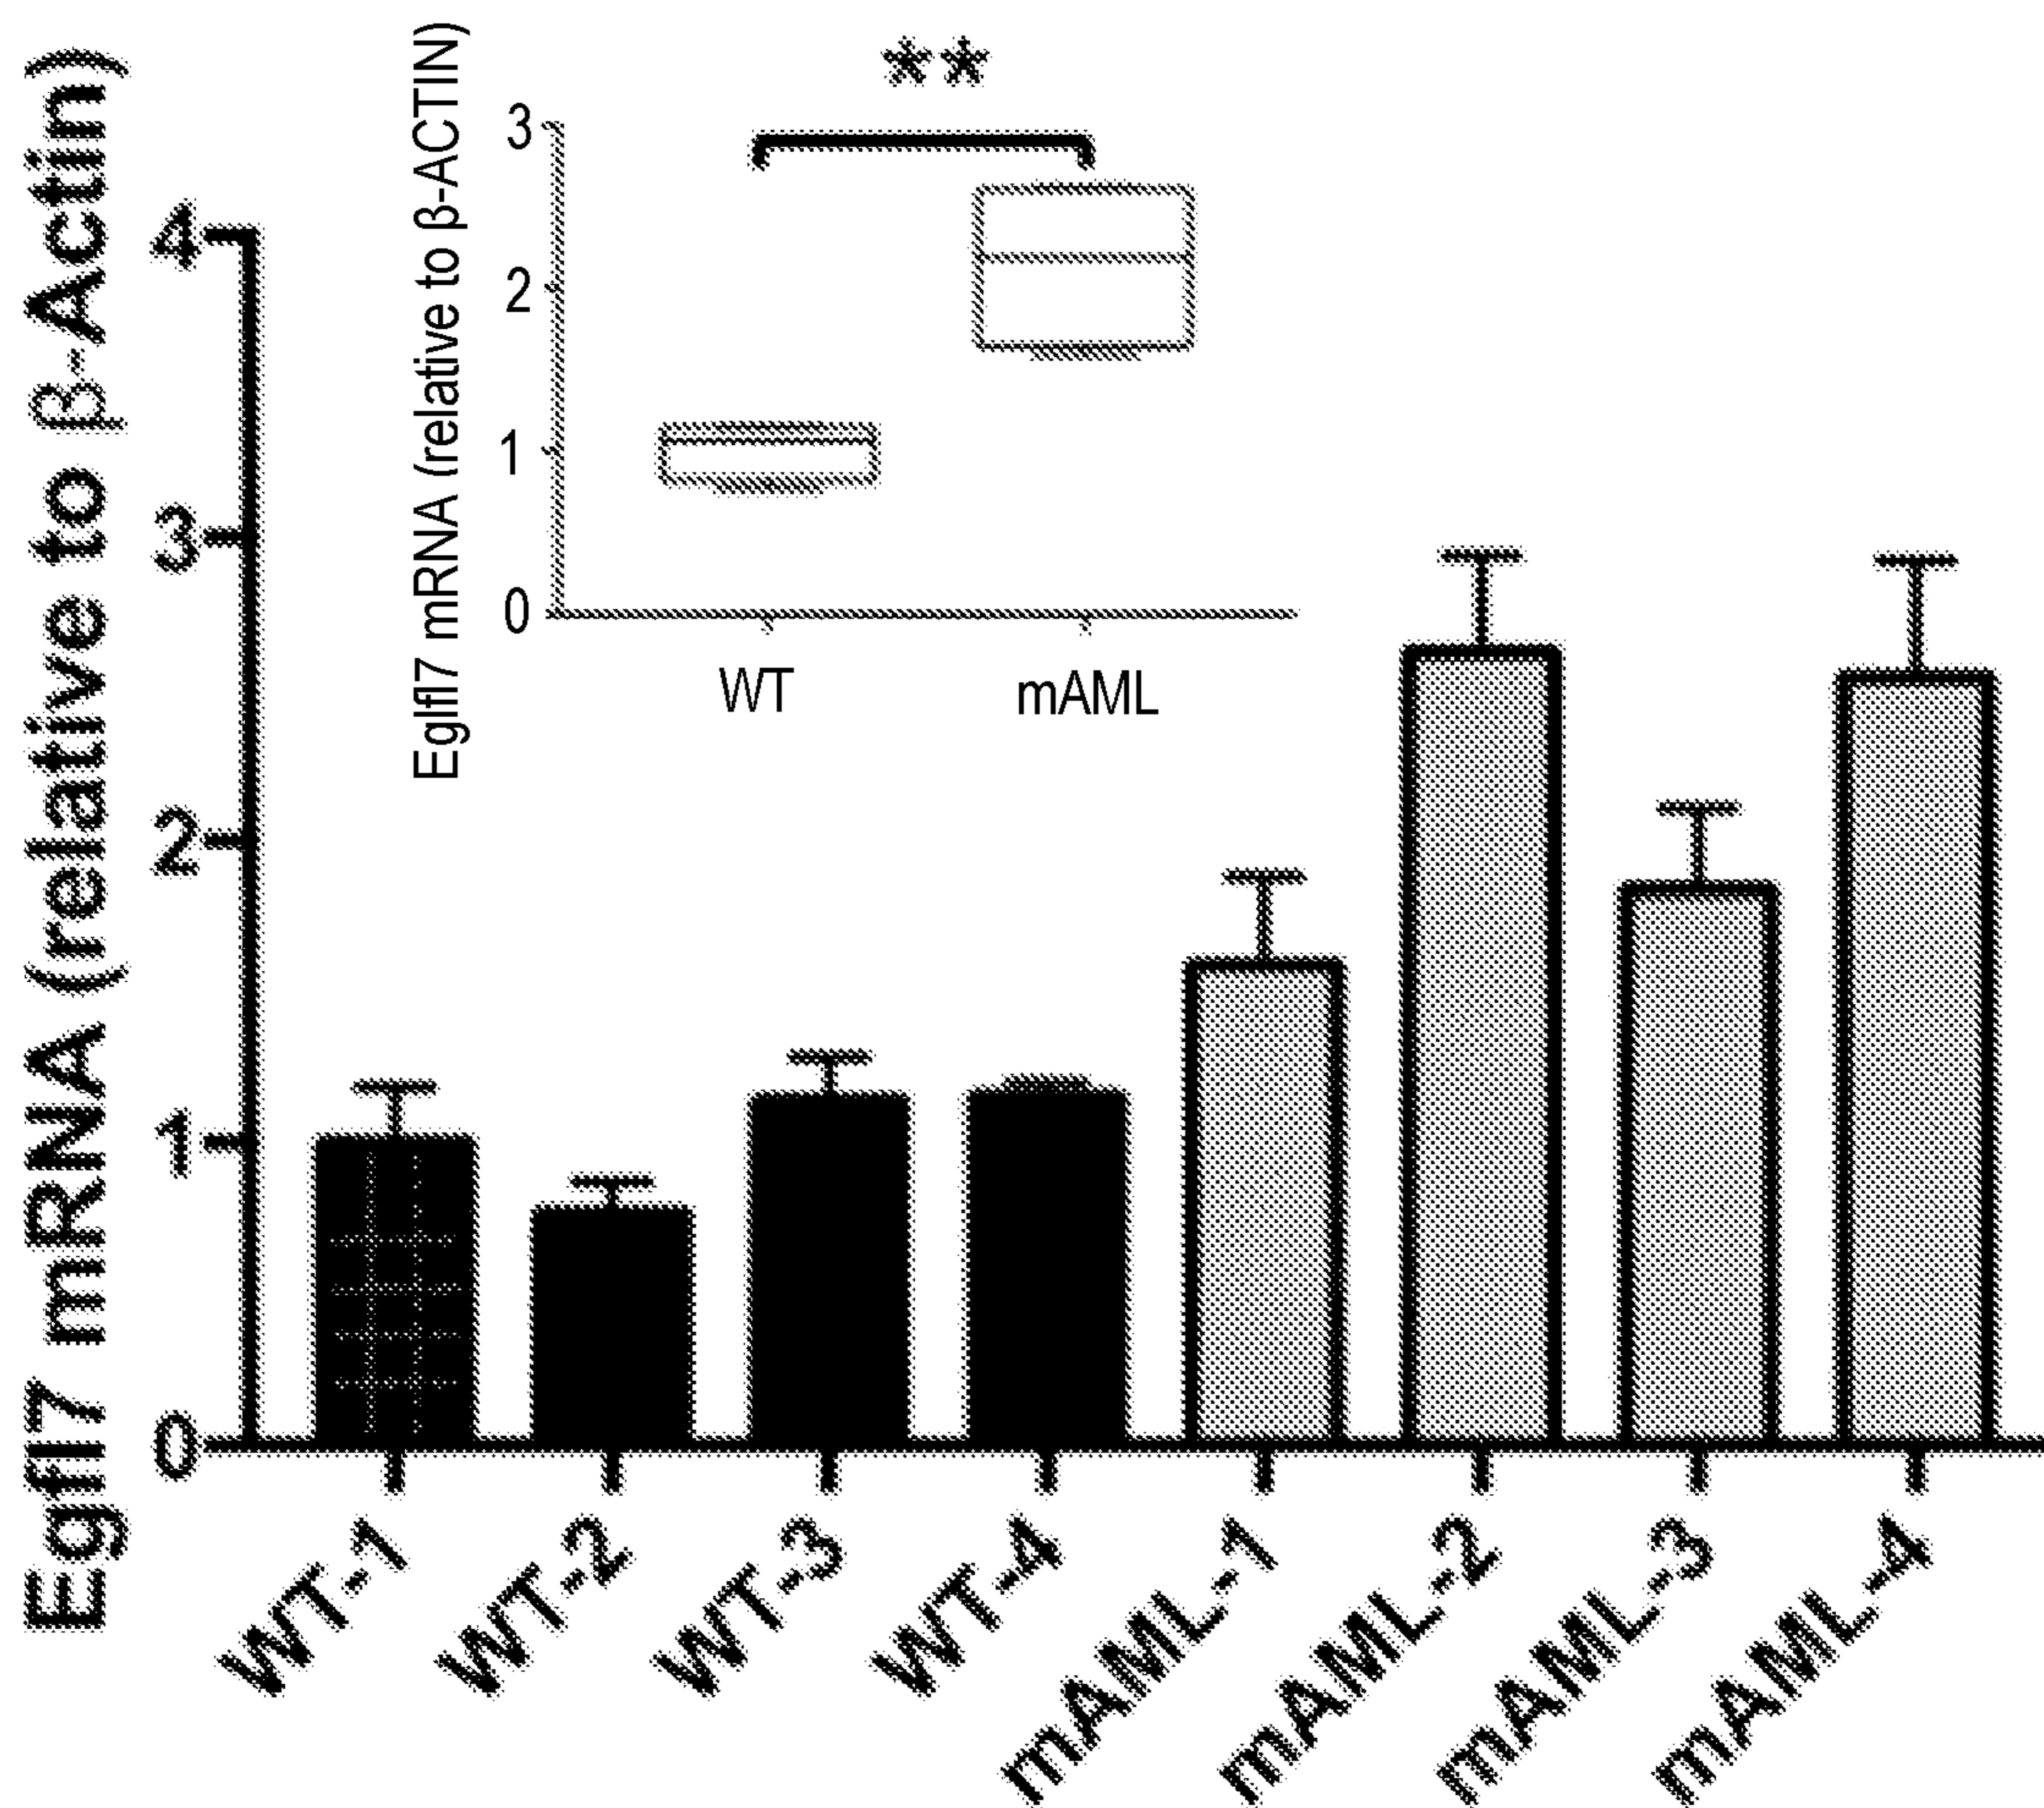 Egfl7 mRNA (relative to β-Actin)
4
3
2
1
0
Egfl7 mRNA (relative to β-ACTIN)
3
2
1
0
**
WT
mAML
WT-1
WT-2
WT-3
WT-4
mAML-1
mAML-2
mAML-3
mAML-4